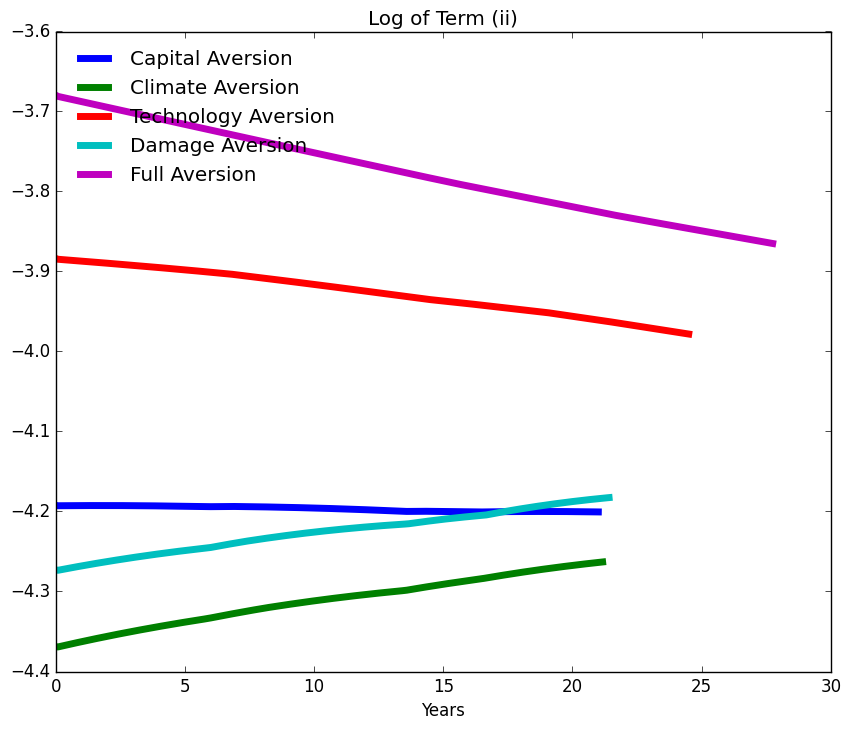 Log of Term (ii)
−3.6
−3.7
−3.8
−3.9
−4.0
−4.1
−4.2
−4.3
−4.4
Capital Aversion
Climate Aversion
Technology Aversion
Damage Aversion
Full Aversion
0 5 10 15 20 25 30
Years